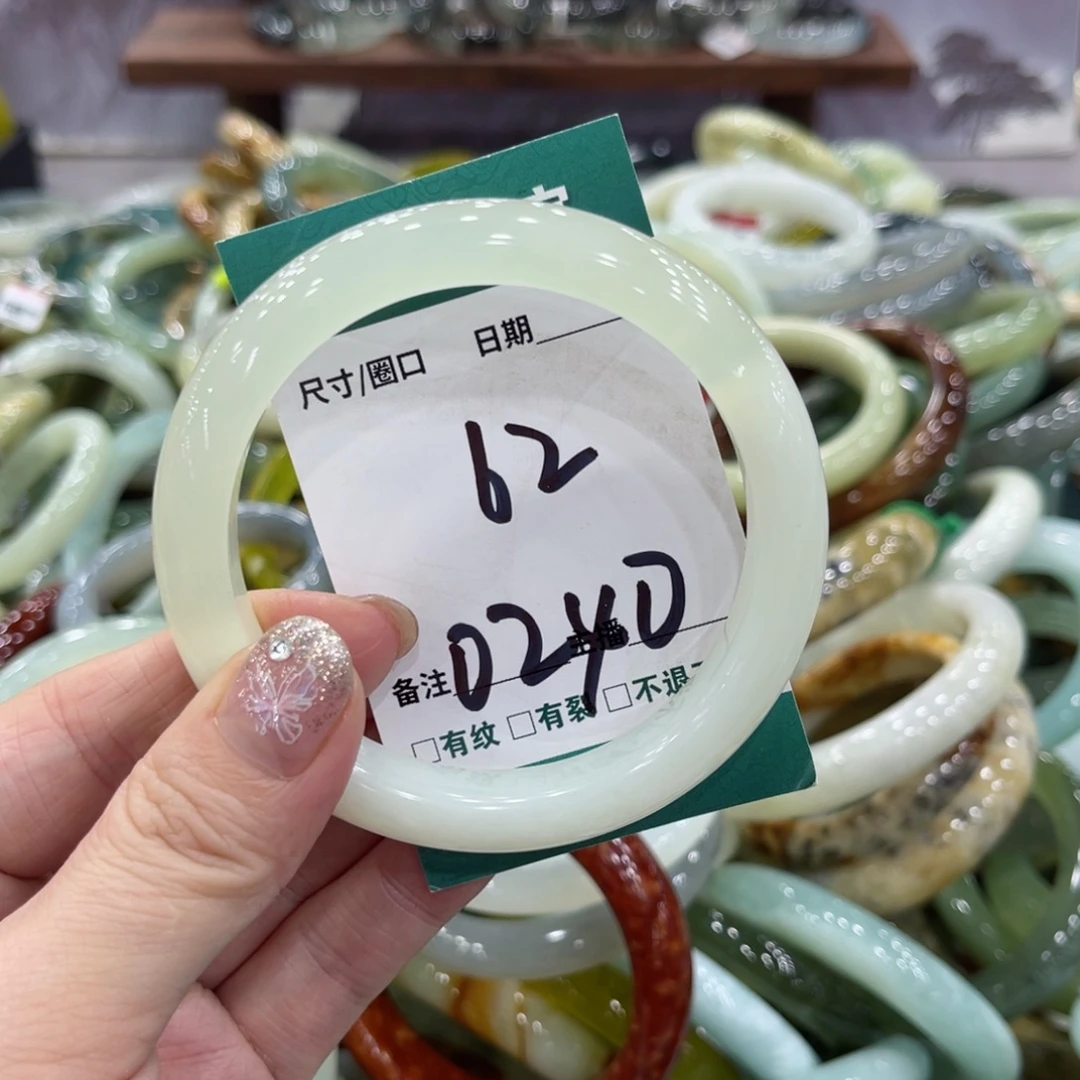 尺寸/圈口 日期
62
0240
备注 主播
□有纹 □有裂 □不退